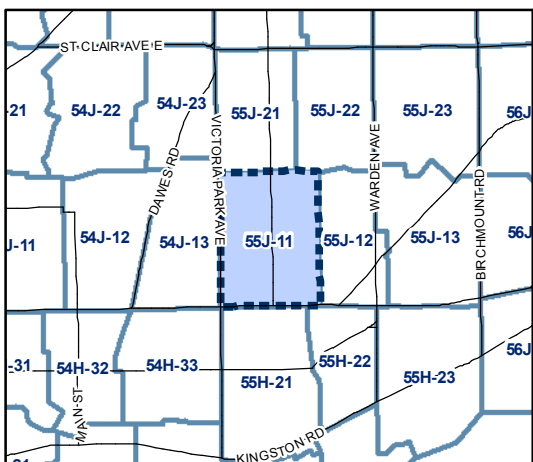 ST CLAIR AVE E
-21
54J-22
54J-23
55J-21
55J-22
55J-23
56J
VICTORIA PARK AVE
DAWES RD
WARDEN AVE
BIRCHMOUNT RD
J-11
54J-12
54J-13
55J-11
55J-12
55J-13
56J
-31
54H-32
54H-33
55H-21
55H-22
55H-23
56J
MAIN ST
KINGSTON RD